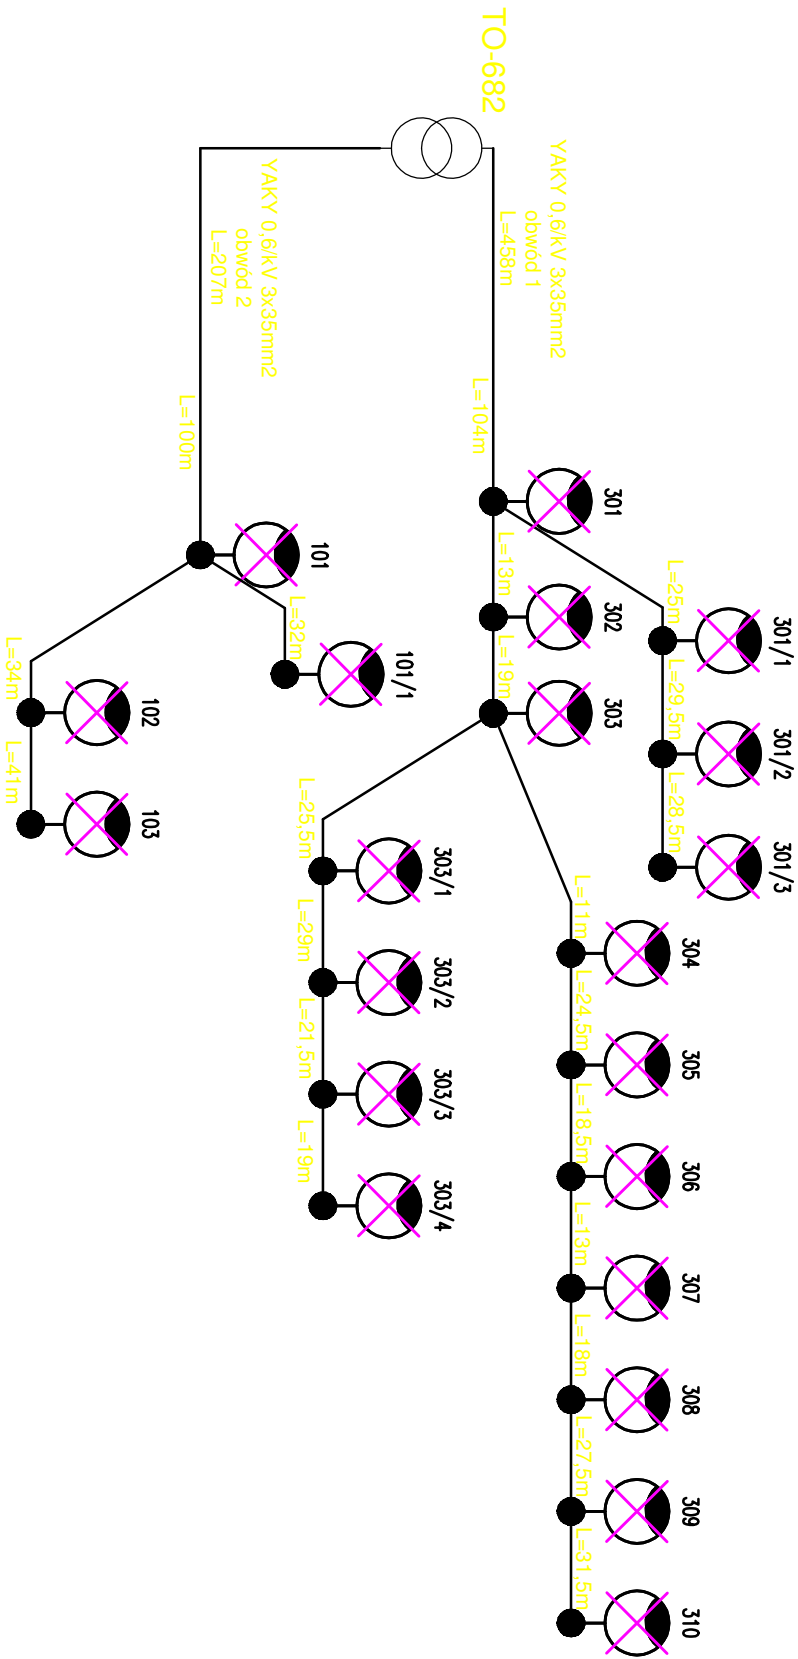 TO-682
YAKY 0,6/kV 3x35mm2
obwód 1
L=458m
L=104m
301
L=13m
302
L=19m
303
L=25m
301/1
L=29,5m
301/2
L=28,5m
301/3
L=11m
304
L=24,5m
305
L=18,5m
306
L=13m
307
L=18m
308
L=27,5m
309
L=31,5m
310
L=25,5m
303/1
L=29m
303/2
L=21,5m
303/3
L=19m
303/4
YAKY 0,6/kV 3x35mm2
obwód 2
L=207m
L=100m
101
L=32m
101/1
L=34m
102
L=41m
103